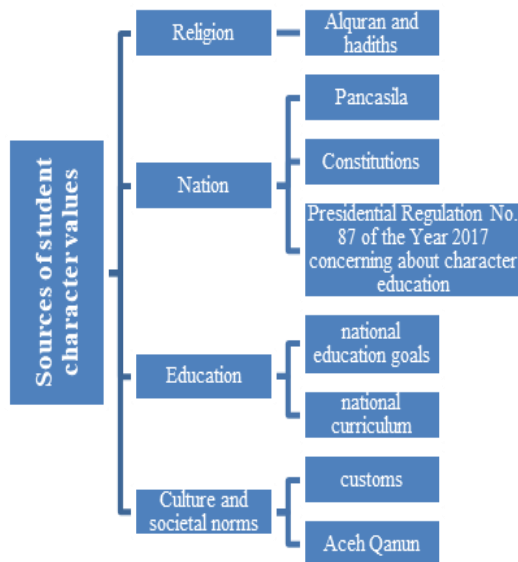 Sources of student
character values
Religion
Alquran and
hadiths
Nation
Pancasila
Constitutions
Presidential Regulation No.
87 of the Year 2017
concerning about character
education
Education
national
education goals
national
curriculum
Culture and
societal norms
customs
Aceh Qanun